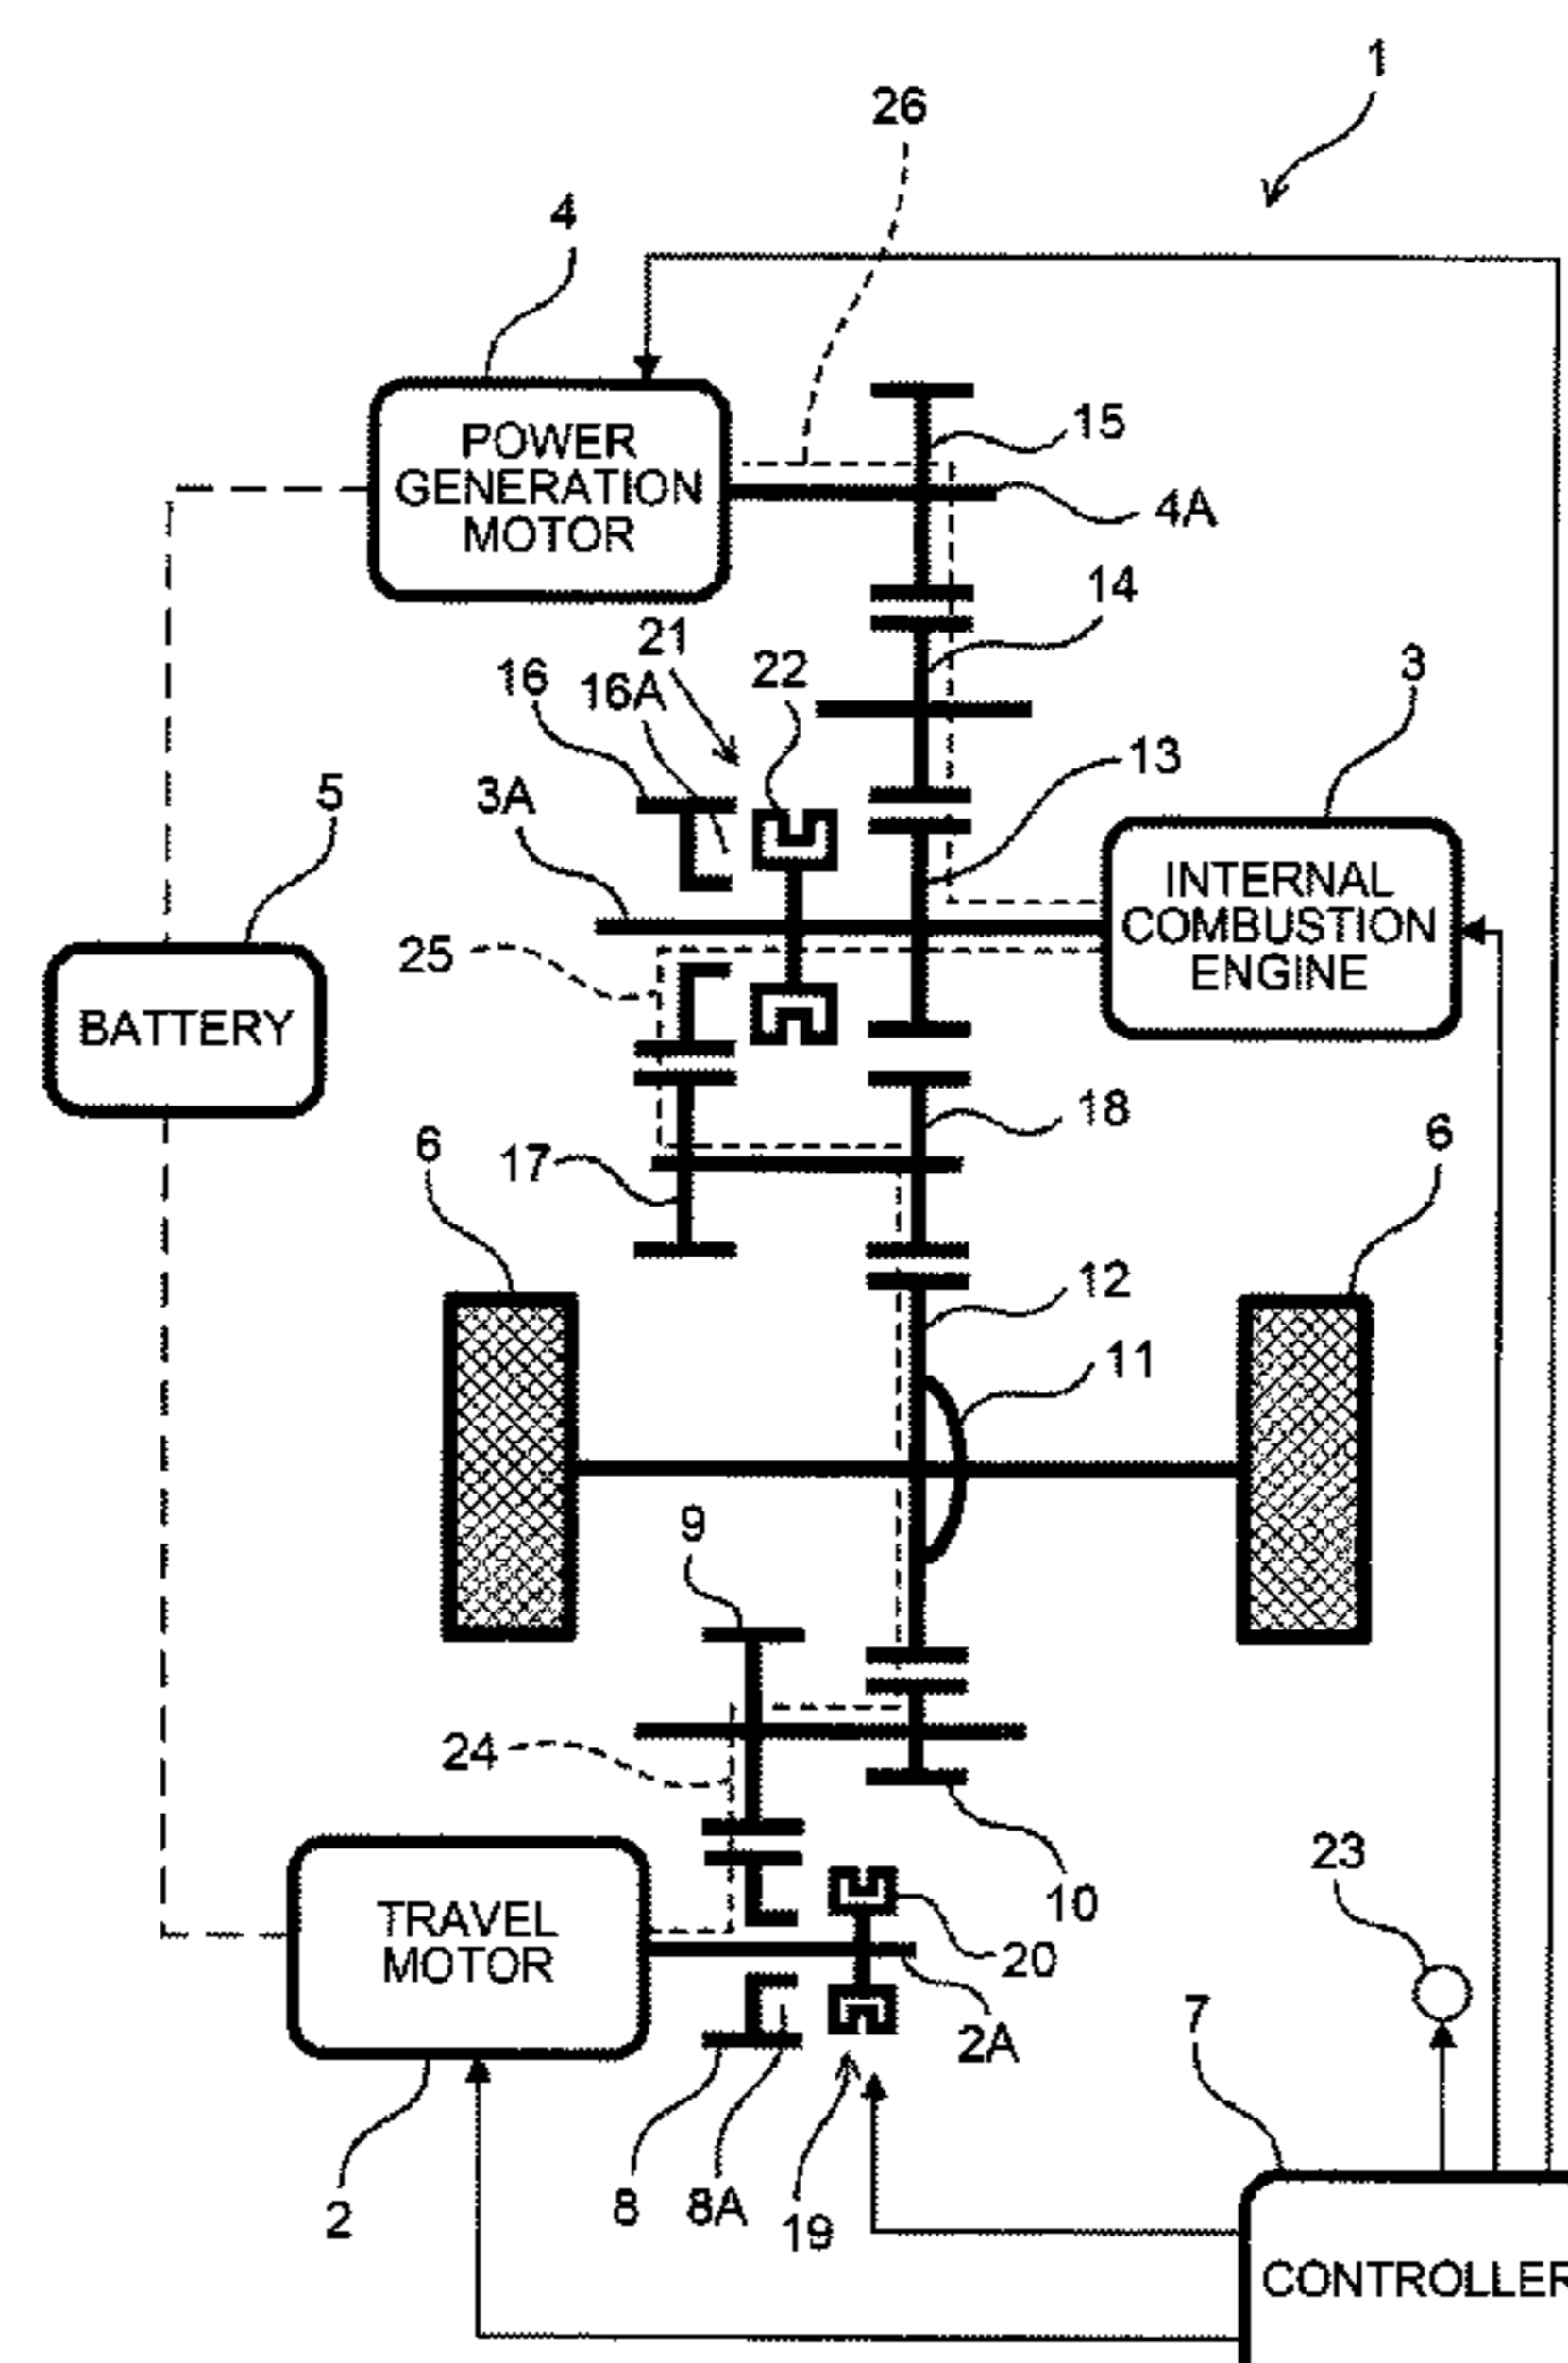 1
26
4
POWER
GENERATION
MOTOR
15
4A
14
21
16
16A
22
3
13
3A
5
INTERNAL
COMBUSTION
ENGINE
25
BATTERY
18
6
17
6
12
11
9
24
10
23
TRAVEL
MOTOR
20
2A
7
2
8
8A
19
CONTROLLER